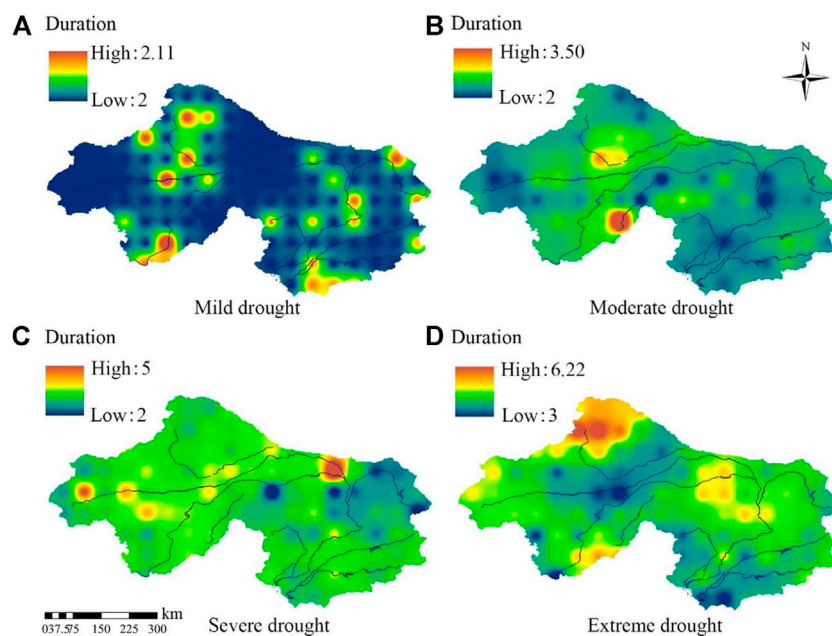 A
Duration
High:2.11
Low:2
Mild drought
B
Duration
High:3.50
Low:2
N
Moderate drought
C
Duration
High:5
Low:2
Severe drought
037.575 150 225 300 km
D
Duration
High:6.22
Low:3
Extreme drought